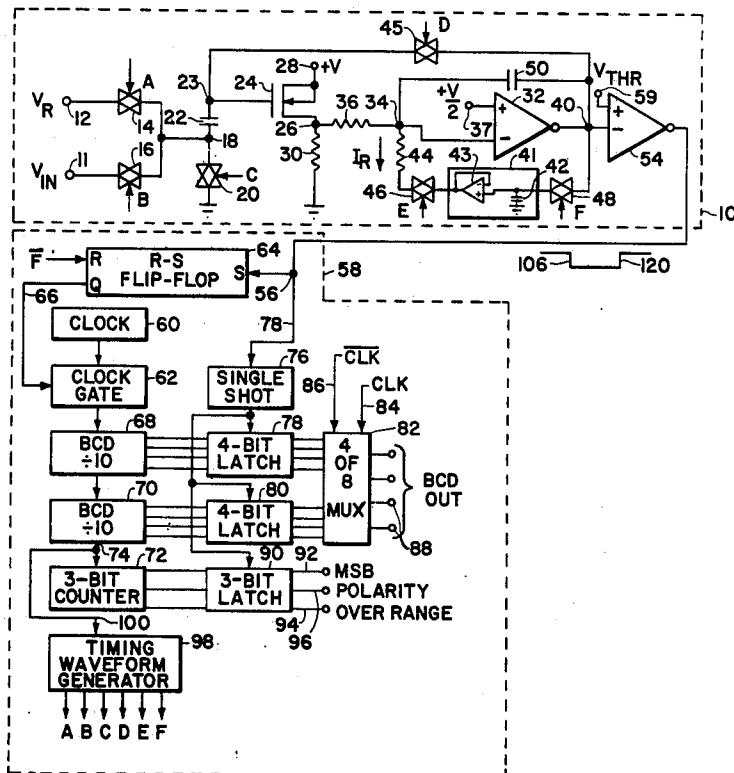 D
45
24
28
+V
50
V THR
59
23
A
V_R
12
14
22
18
36
34
32
40
+V/2
37
26
+
−
+
−
54
16
V_IN
11
B
C
20
30
I_R
44
43
41
42
46
E
+
−
48
F
10
106
120
F̅
R
R-S
FLIP-FLOP
S
Q
64
56
58
66
78
CLOCK
60
76
SINGLE
SHOT
C̅L̅K̅
86
CLK
84
CLOCK
GATE
62
82
68
BCD
÷10
78
4-BIT
LATCH
4
OF
8
MUX
BCD
OUT
70
BCD
÷10
80
4-BIT
LATCH
88
74
72
90
92
3-BIT
COUNTER
3-BIT
LATCH
MSB
POLARITY
OVER RANGE
94
96
100
98
TIMING
WAVEFORM
GENERATOR
A B C D E F